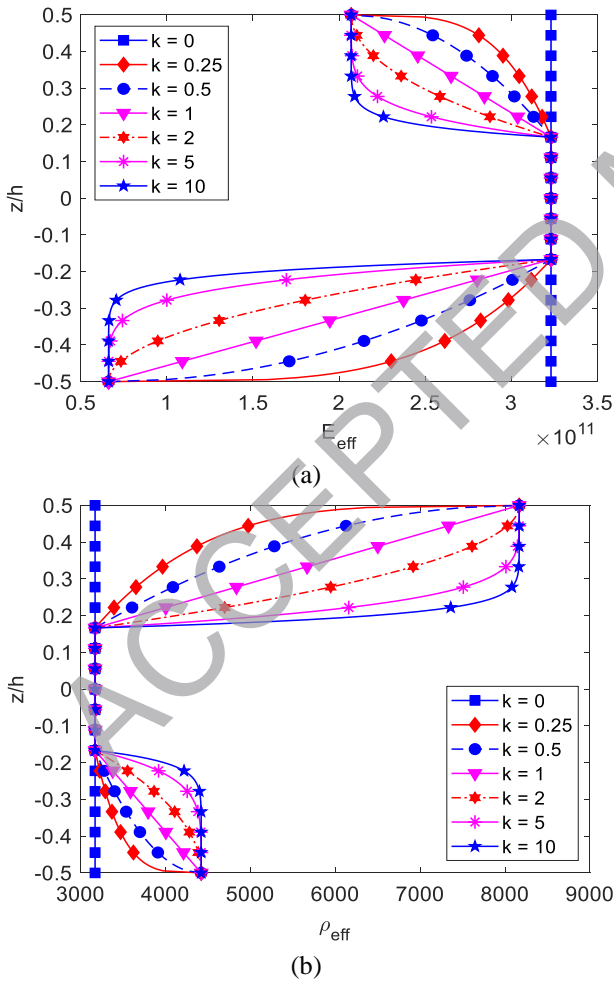 0.5
0.4
0.3
0.2
0.1
0
-0.1
-0.2
-0.3
-0.4
-0.5
z/h
k = 0
k = 0.25
k = 0.5
k = 1
k = 2
k = 5
k = 10
0.5 1 1.5 2 2.5 3 3.5
E_eff
×10^11
(a)
0.5
0.4
0.3
0.2
0.1
0
-0.1
-0.2
-0.3
-0.4
-0.5
z/h
k = 0
k = 0.25
k = 0.5
k = 1
k = 2
k = 5
k = 10
3000 4000 5000 6000 7000 8000 9000
ρ_eff
(b)
ACCEPTED